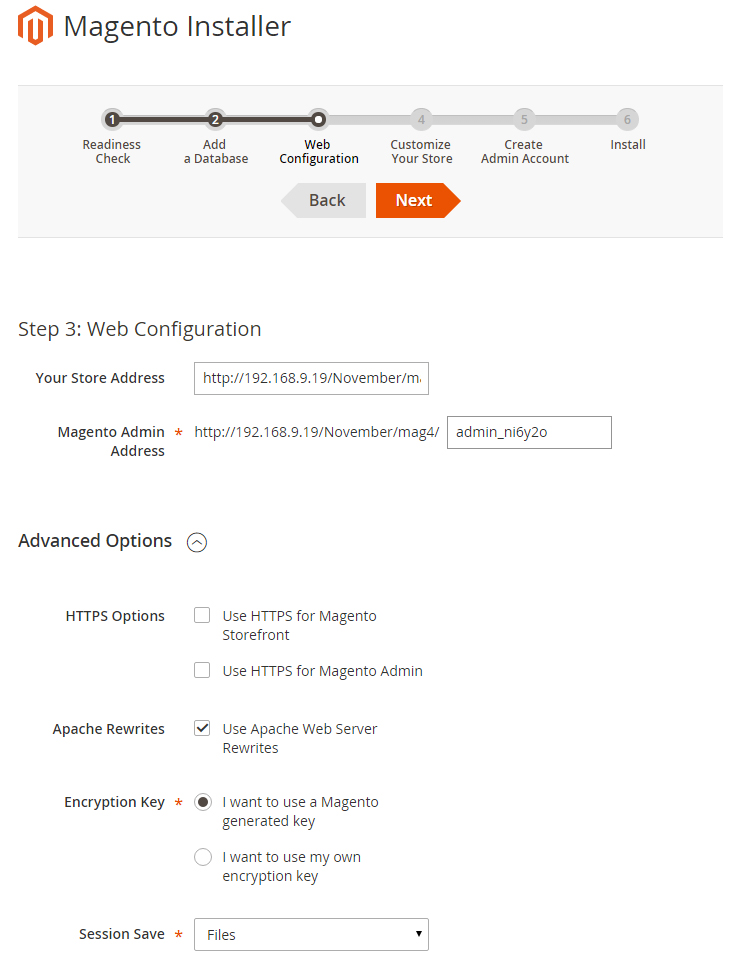 Magento Installer
1 2 4 5 6
Readiness Add Web Customize Create Install
Check a Database Configuration Your Store Admin Account
Back Next
Step 3: Web Configuration
Your Store Address http://192.168.9.19/November/m
Magento Admin * http://192.168.9.19/November/mag4/ admin_ni6y2o
Address
Advanced Options
HTTPS Options Use HTTPS for Magento
Storefront
Use HTTPS for Magento Admin
Apache Rewrites Use Apache Web Server
Rewrites
Encryption Key * I want to use a Magento
generated key
I want to use my own
encryption key
Session Save * Files